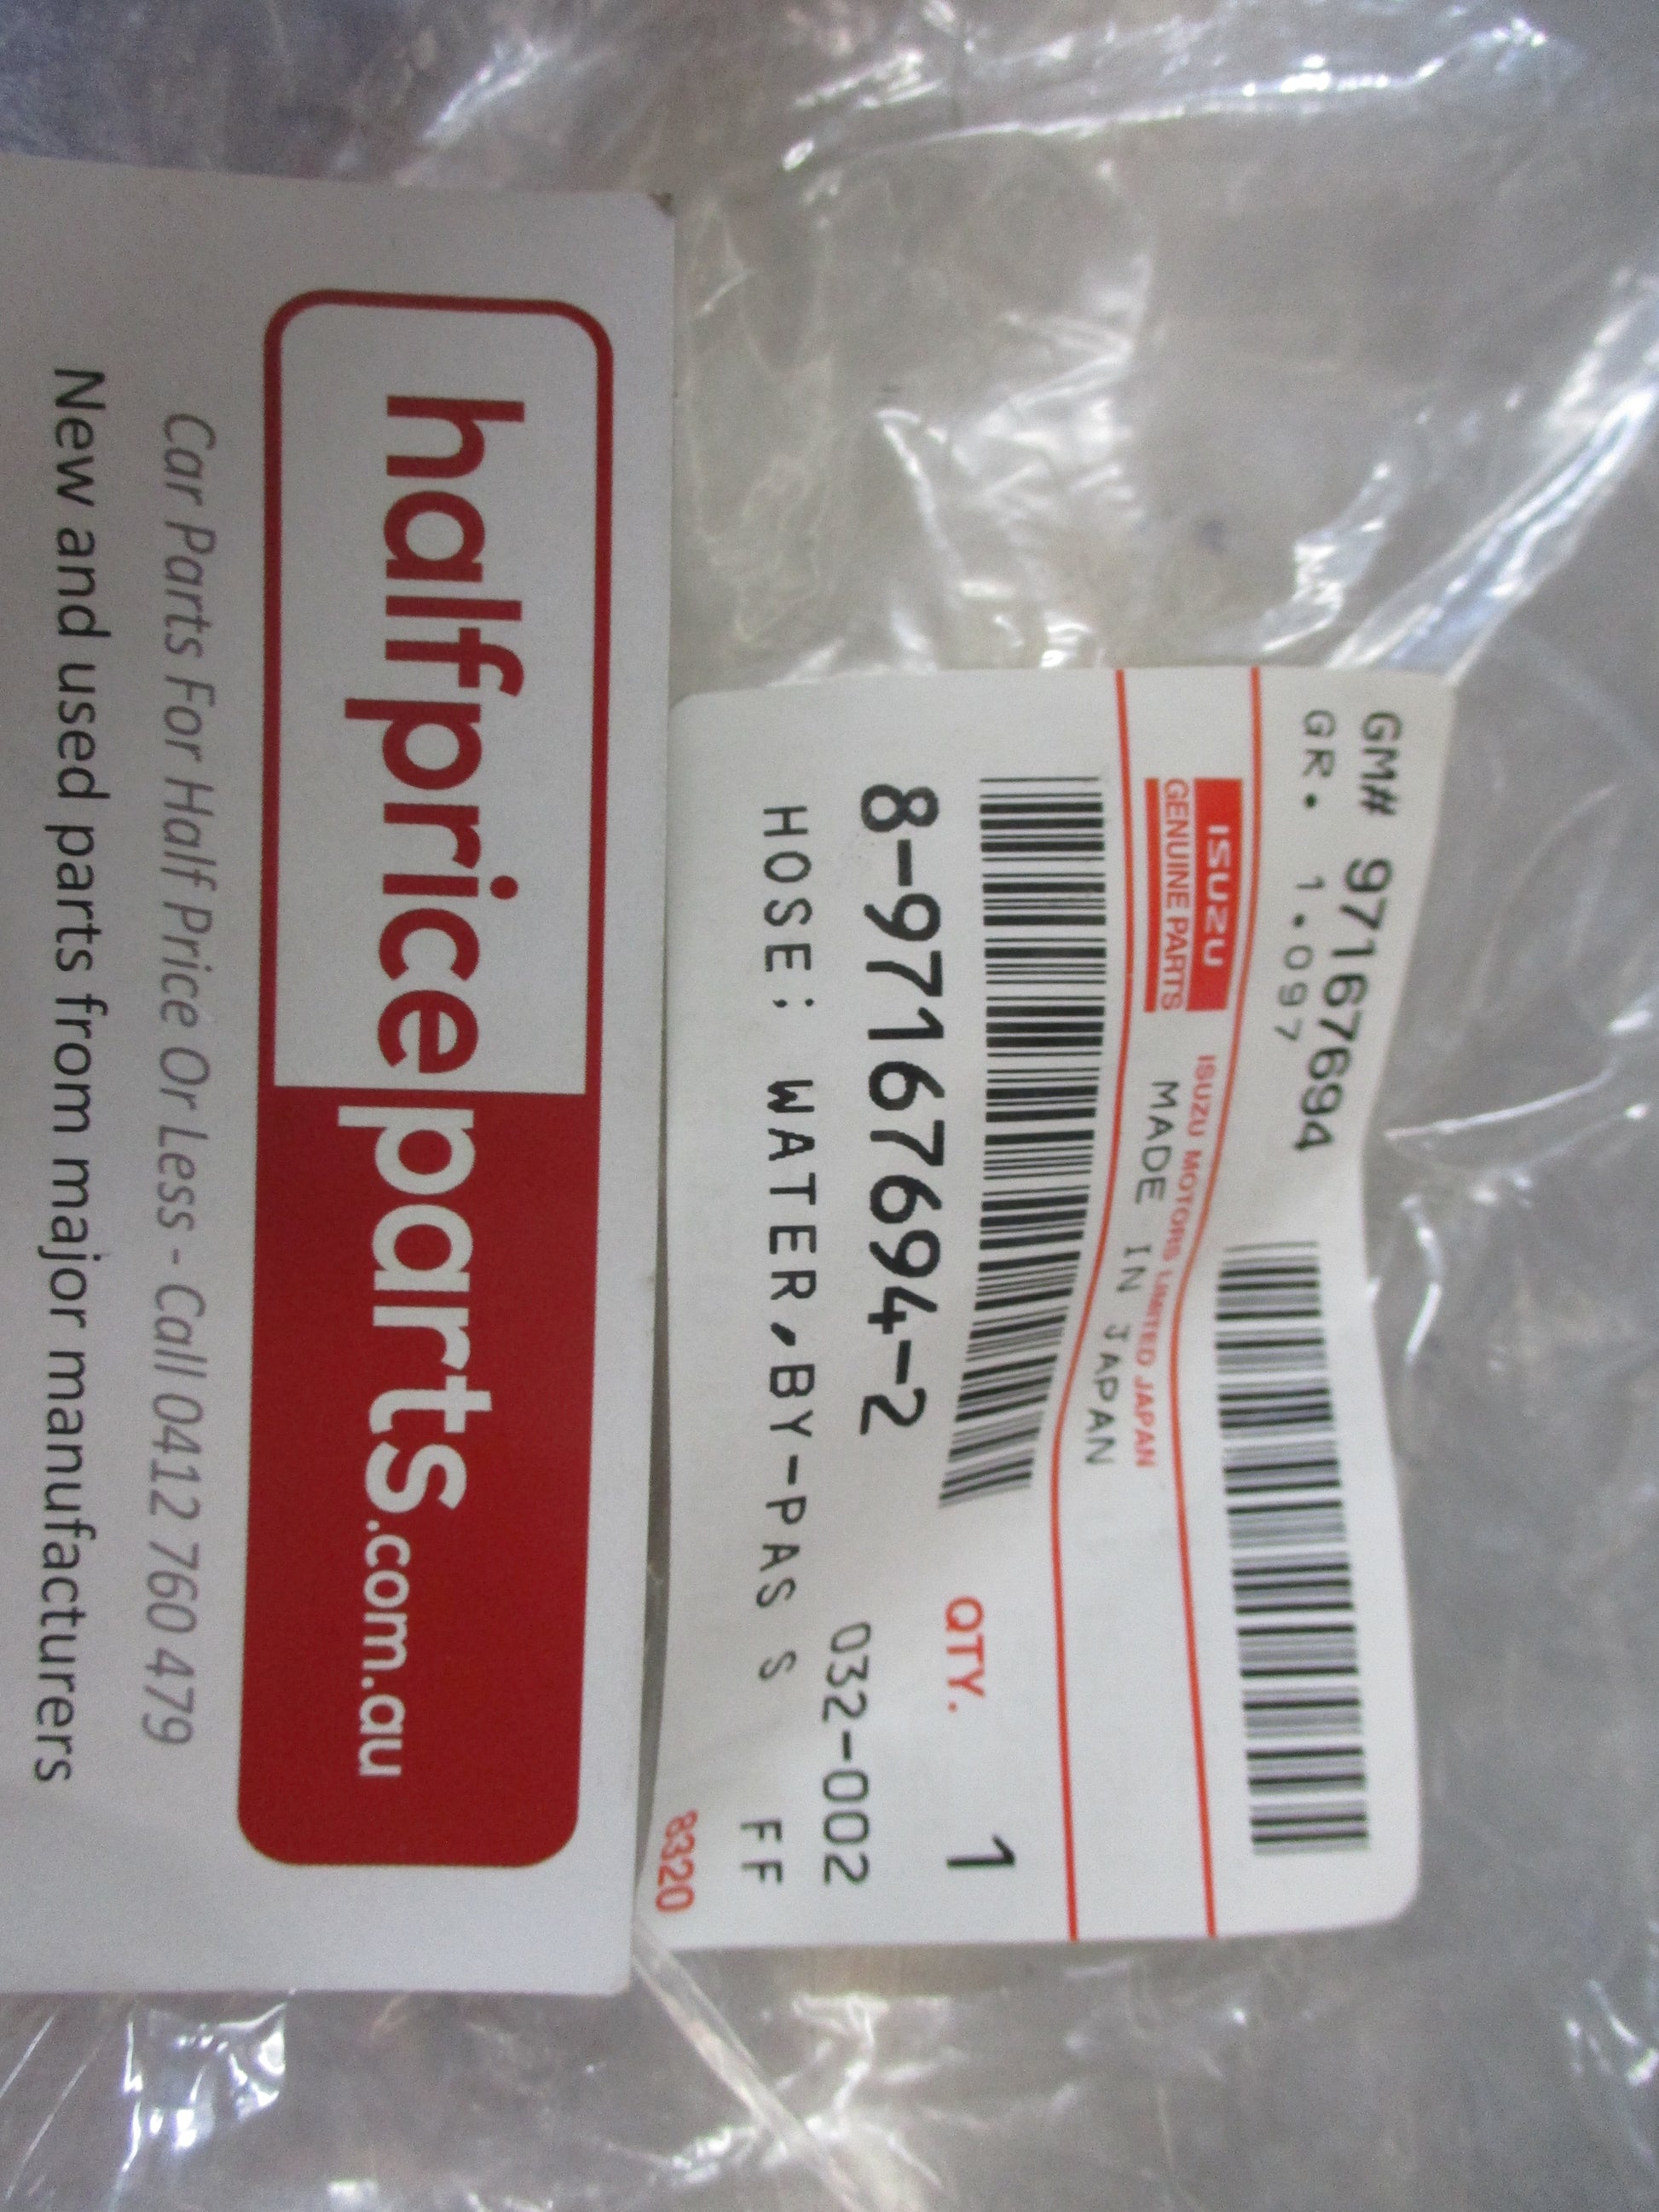 GM# 97167694
GR. 1.097
ISUZU
GENUINE PARTS
ISUZU MOTORS LIMITED JAPAN
MADE IN JAPAN
QTY. 1
8-97167694-2
032-002
HOSE; WATER,BY-PAS S FF
8320
halfpriceparts.com.au
Car Parts For Half Price Or Less - Call 0412 760 479
New and used parts from major manufacturers